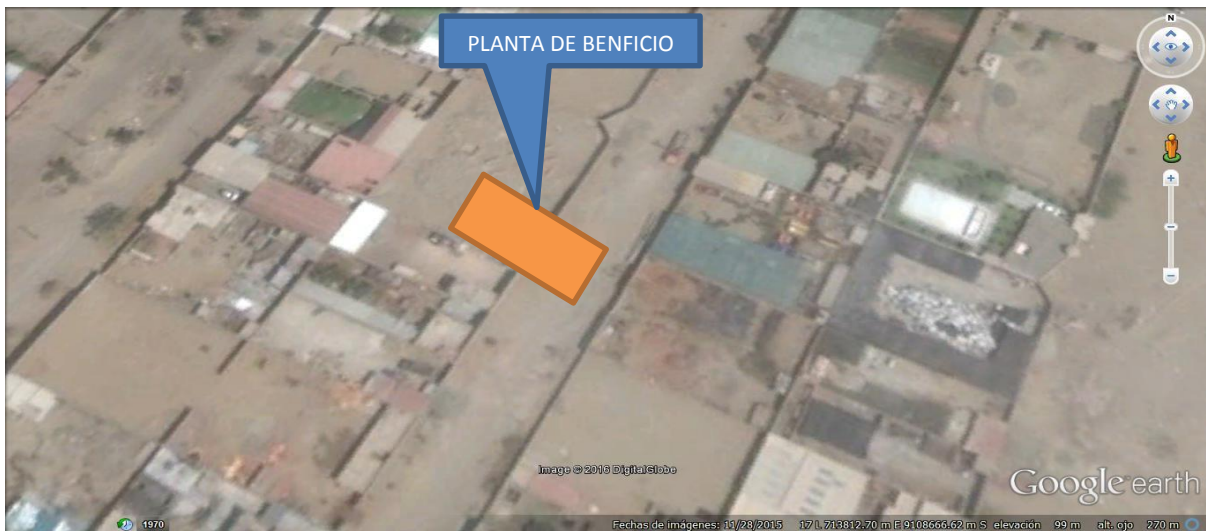 N
PLANTA DE BENFICIO
Image © 2016 DigitalGlobe
Google earth
1970
Fechas de imágenes: 11/28/2015 17 L 713812.70 m E 9108666.62 m S elevación 99 m alt. ojo 270 m